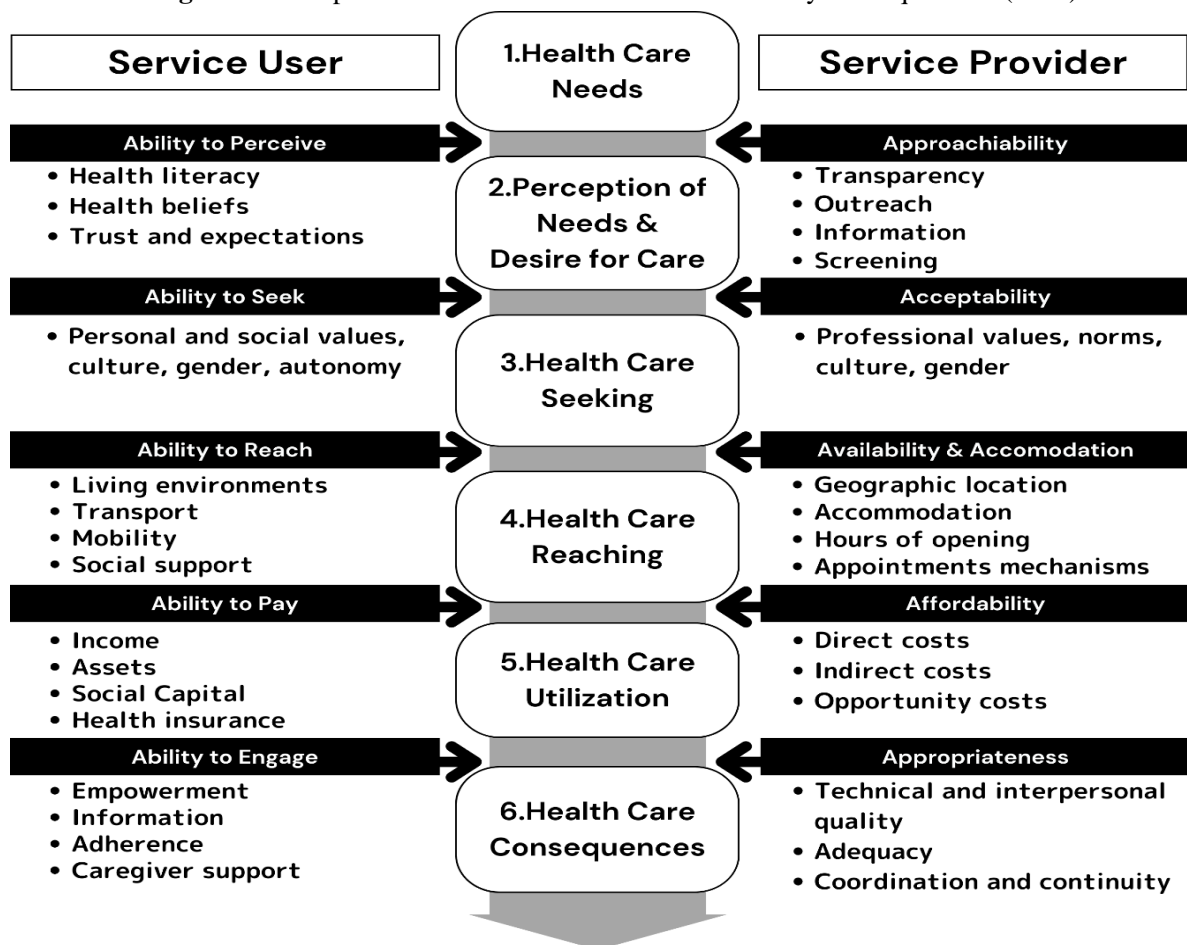 Service User
1.Health Care
Needs
Service Provider
Ability to Perceive
• Health literacy
• Health beliefs
• Trust and expectations
Approachiability
• Transparency
• Outreach
• Information
• Screening
2.Perception of
Needs &
Desire for Care
Ability to Seek
• Personal and social values,
culture, gender, autonomy
Acceptability
• Professional values, norms,
culture, gender
3.Health Care
Seeking
Ability to Reach
• Living environments
• Transport
• Mobility
• Social support
Availability & Accomodation
• Geographic location
• Accommodation
• Hours of opening
• Appointments mechanisms
4.Health Care
Reaching
Ability to Pay
• Income
• Assets
• Social Capital
• Health insurance
Affordability
• Direct costs
• Indirect costs
• Opportunity costs
5.Health Care
Utilization
Ability to Engage
• Empowerment
• Information
• Adherence
• Caregiver support
Appropriateness
• Technical and interpersonal
quality
• Adequacy
• Coordination and continuity
6.Health Care
Consequences